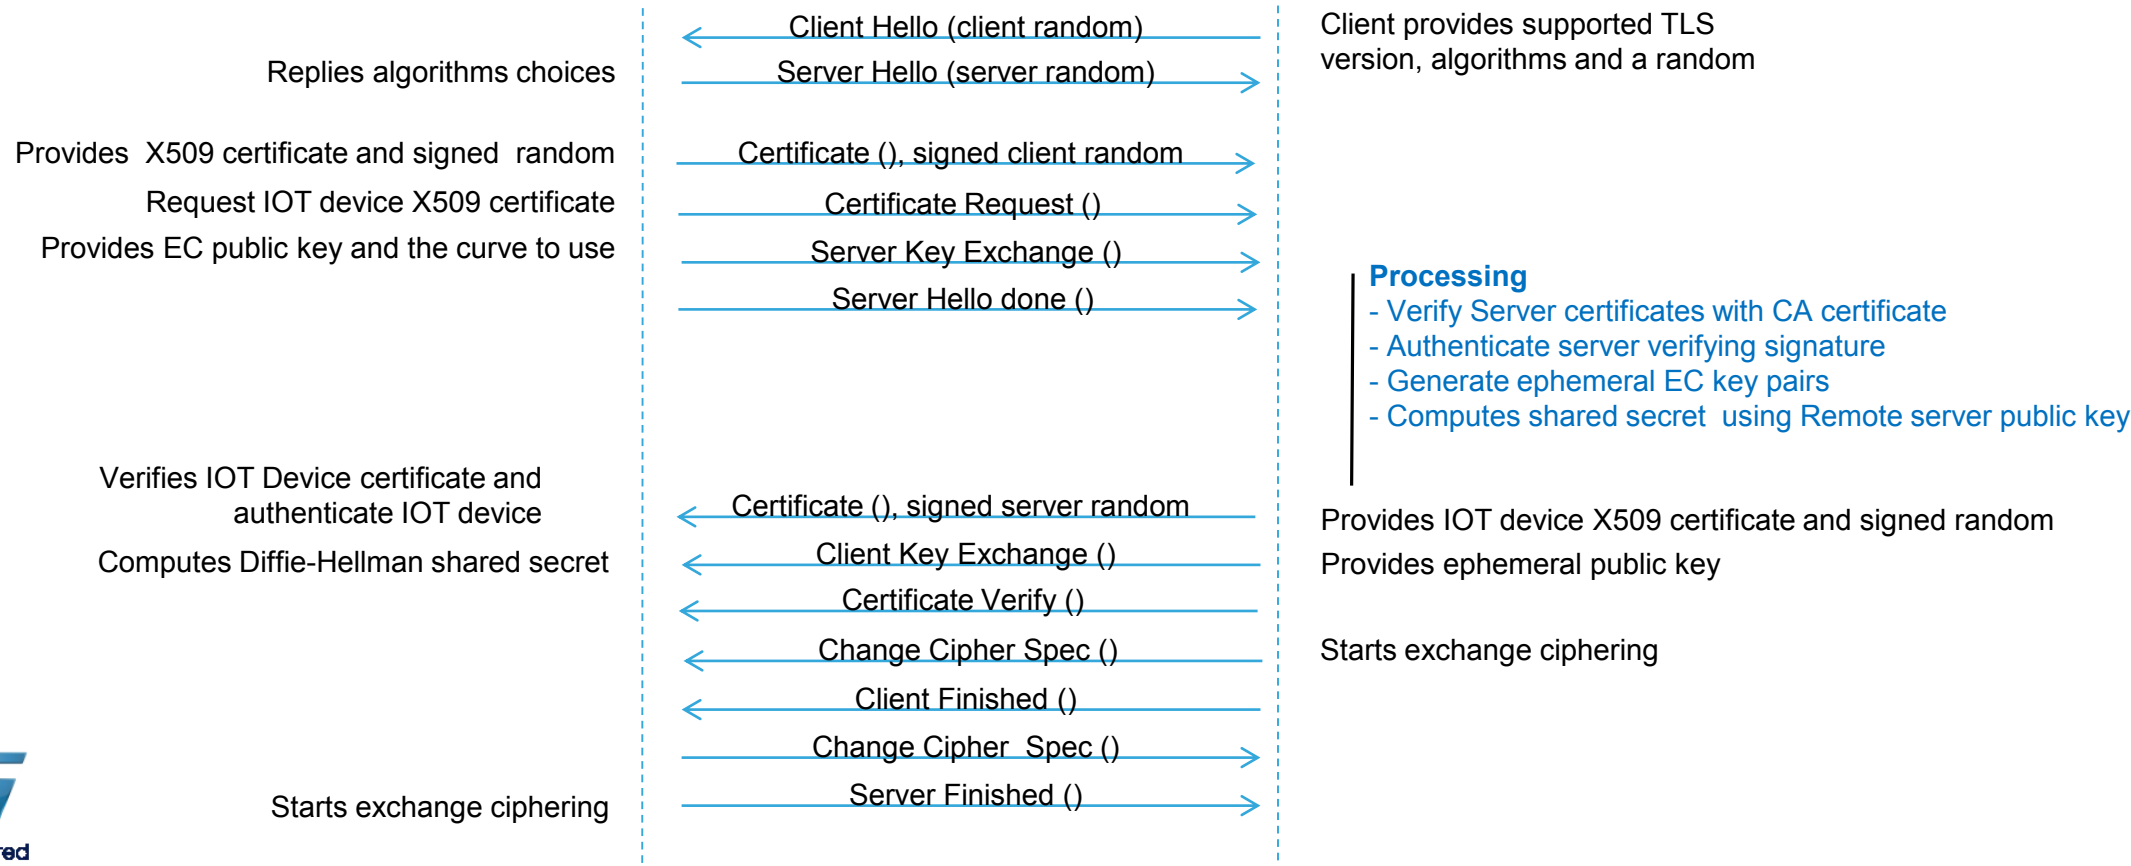 Client Hello (client random)
Client provides supported TLS
version, algorithms and a random
Replies algorithms choices
Server Hello (server random)
Provides X509 certificate and signed random
Certificate (), signed client random
Request IOT device X509 certificate
Certificate Request ()
Provides EC public key and the curve to use
Server Key Exchange ()
Server Hello done ()
Processing
- Verify Server certificates with CA certificate
- Authenticate server verifying signature
- Generate ephemeral EC key pairs
- Computes shared secret using Remote server public key
Verifies IOT Device certificate and
authenticate IOT device
Certificate (), signed server random
Provides IOT device X509 certificate and signed random
Computes Diffie-Hellman shared secret
Client Key Exchange ()
Provides ephemeral public key
Certificate Verify ()
Change Cipher Spec ()
Starts exchange ciphering
Client Finished ()
Change Cipher Spec ()
Starts exchange ciphering
Server Finished ()